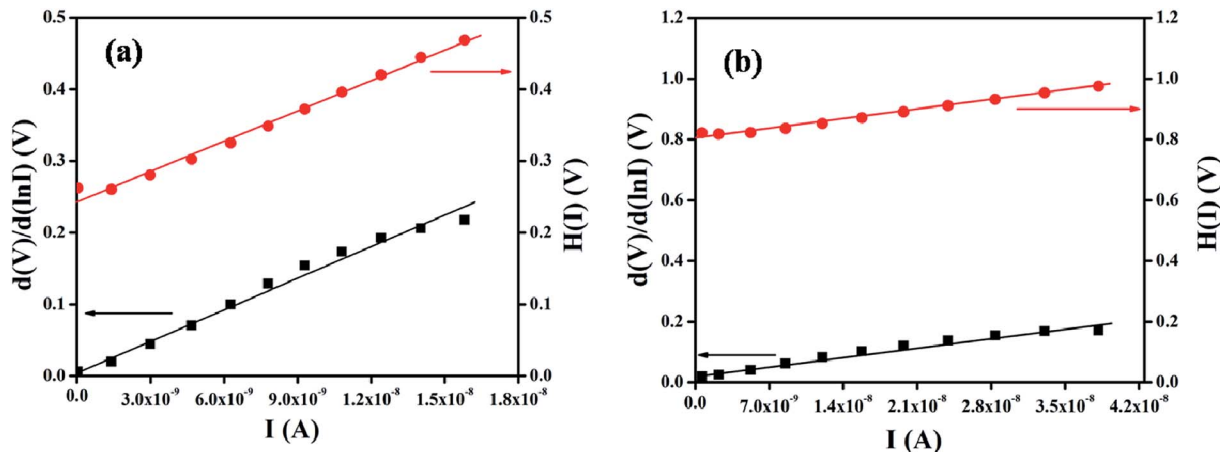 (a)
0.5
0.4
0.3
0.2
0.1
0.0
d(V)/d(lnI) (V)
0.5
0.4
0.3
0.2
0.1
0.0
H(I) (V)
0.0
3.0x10⁻⁹
6.0x10⁻⁹
9.0x10⁻⁹
1.2x10⁻⁸
1.5x10⁻⁸
1.8x10⁻⁸
I (A)
(b)
1.2
1.0
0.8
0.6
0.4
0.2
0.0
d(V)/d(lnI) (V)
1.2
1.0
0.8
0.6
0.4
0.2
0.0
H(I) (V)
0.0
7.0x10⁻⁹
1.4x10⁻⁸
2.1x10⁻⁸
2.8x10⁻⁸
3.5x10⁻⁸
4.2x10⁻⁸
I (A)